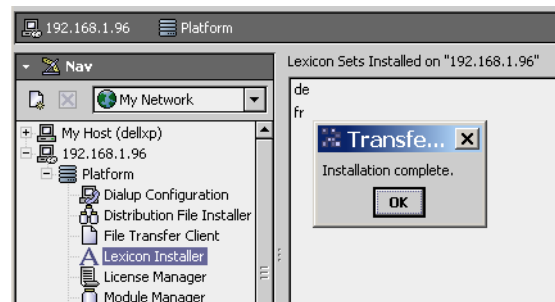 192.168.1.96 Platform
Nav
My Network
My Host (dellxp)
192.168.1.96
Platform
Dialup Configuration
Distribution File Installer
File Transfer Client
Lexicon Installer
License Manager
Module Manager
Lexicon Sets Installed on "192.168.1.96"
de
fr
Transfe...
Installation complete.
OK